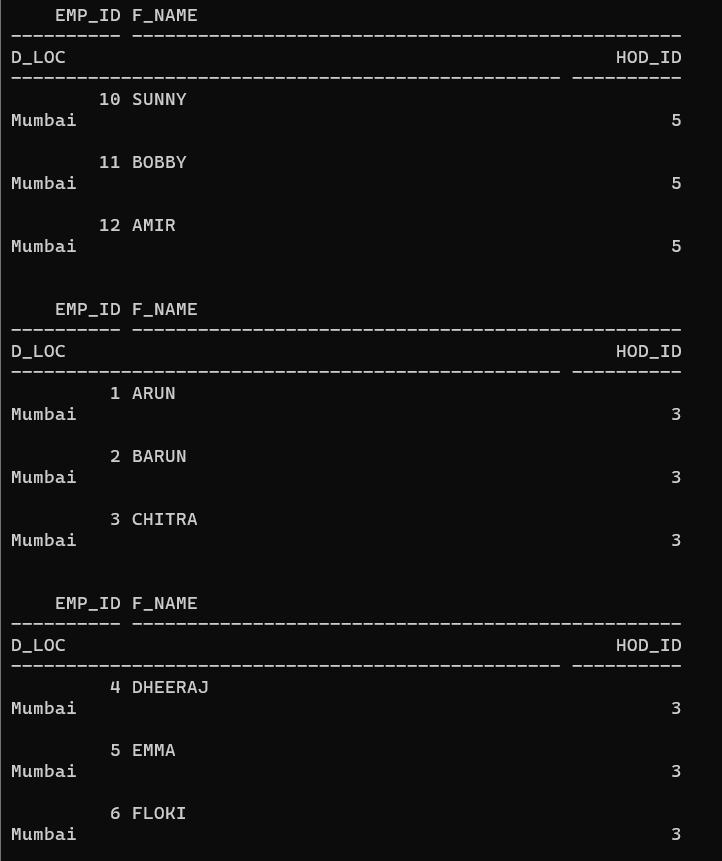 EMP_ID F_NAME
---------- --------------------------------------------------
D_LOC                                                  HOD_ID
-------------------------------------------------- ----------
        10 SUNNY
Mumbai                                                      5
        11 BOBBY
Mumbai                                                      5
        12 AMIR
Mumbai                                                      5
    EMP_ID F_NAME
---------- --------------------------------------------------
D_LOC                                                  HOD_ID
-------------------------------------------------- ----------
         1 ARUN
Mumbai                                                      3
         2 BARUN
Mumbai                                                      3
         3 CHITRA
Mumbai                                                      3
    EMP_ID F_NAME
---------- --------------------------------------------------
D_LOC                                                  HOD_ID
-------------------------------------------------- ----------
         4 DHEERAJ
Mumbai                                                      3
         5 EMMA
Mumbai                                                      3
         6 FLOKI
Mumbai                                                      3